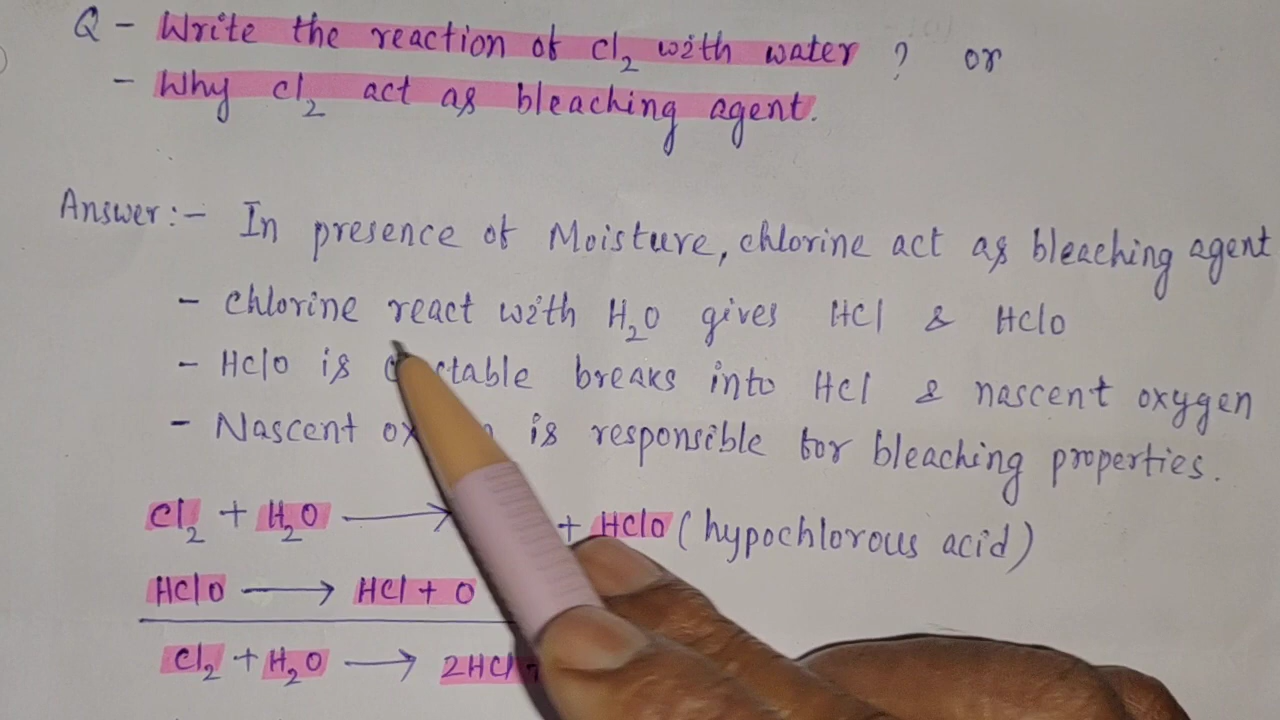 Q - Write the reaction of Cl₂ with water ? or
- Why Cl₂ act as bleaching agent.
Answer:- In presence of Moisture, chlorine act as bleaching agent
- Chlorine react with H₂O gives HCl & HClO
- HClO is breaks into HCl & nascent oxygen
- Nascent is responsible for bleaching properties.
Cl₂ + H₂O ⟶ + HClO (hypochlorous acid)
HClO ⟶ HCl + O
Cl₂ + H₂O ⟶ 2HCl